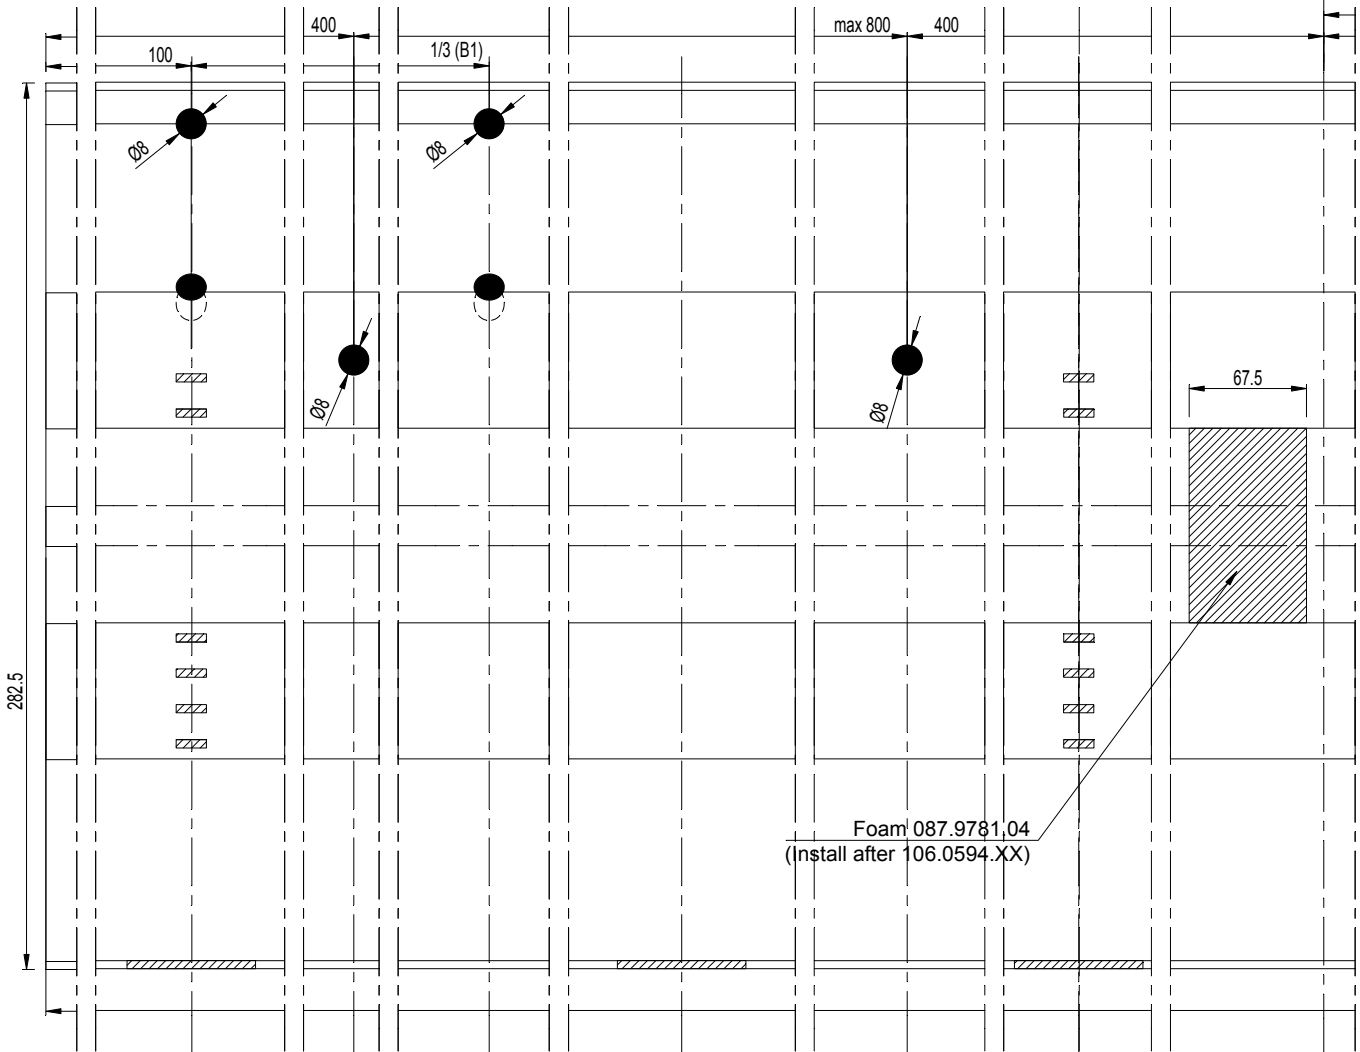 400
max 800
400
100
1/3 (B1)
Ø8
Ø8
Ø8
Ø8
67.5
282.5
Foam 087.9781.04
(Install after 106.0594.XX)